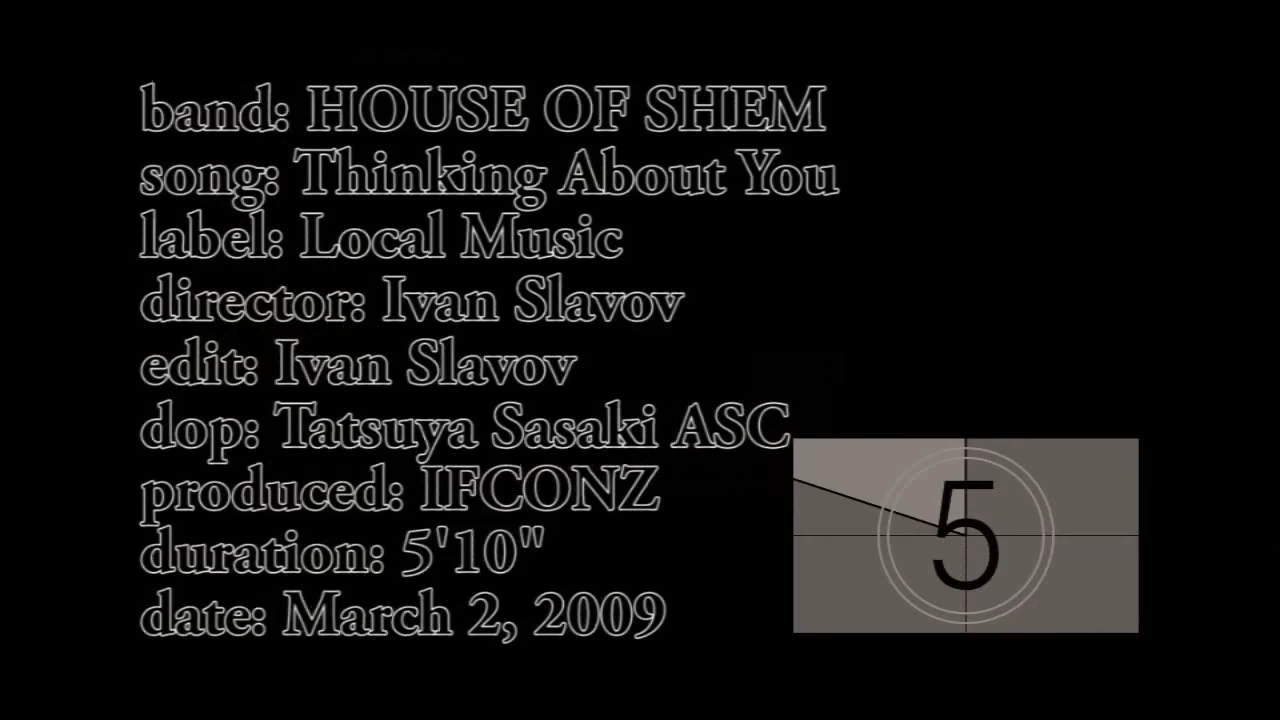 band: HOUSE OF SHEM
song: Thinking About You
label: Local Music
director: Ivan Slavov
edit: Ivan Slavov
dop: Tatsuya Sasaki ASC
produced: IFCONZ
duration: 5'10"
date: March 2, 2009
5